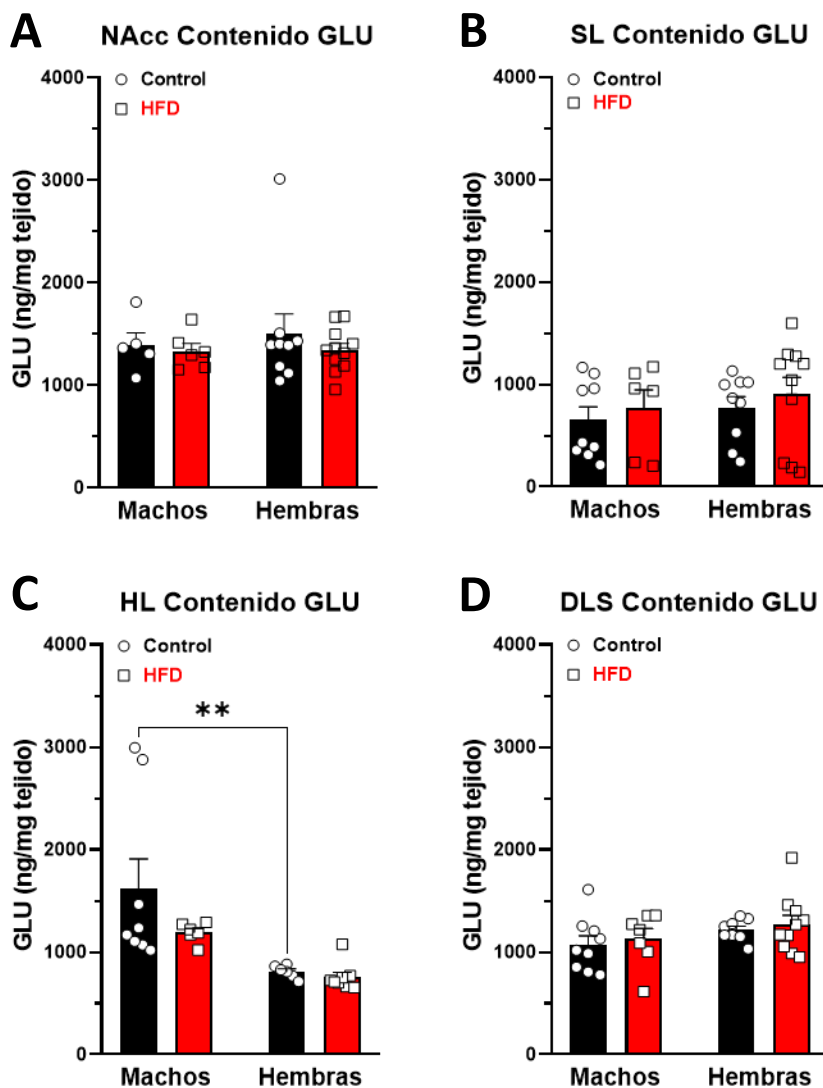 A
NAcc Contenido GLU
Control
HFD
GLU (ng/mg tejido)
4000
3000
2000
1000
0
Machos
Hembras
B
SL Contenido GLU
Control
HFD
GLU (ng/mg tejido)
4000
3000
2000
1000
0
Machos
Hembras
C
HL Contenido GLU
Control
HFD
**
GLU (ng/mg tejido)
4000
3000
2000
1000
0
Machos
Hembras
D
DLS Contenido GLU
Control
HFD
GLU (ng/mg tejido)
4000
3000
2000
1000
0
Machos
Hembras